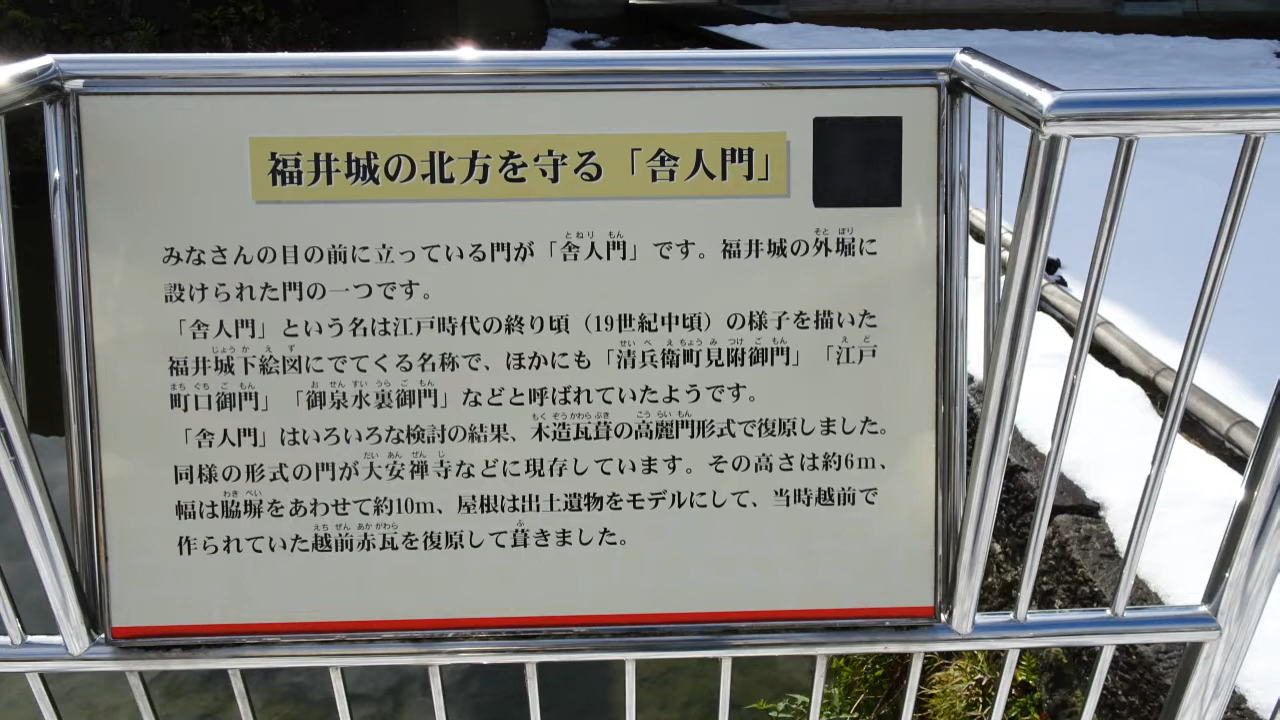 福井城の北方を守る「舎人門」
みなさんの目の前に立っている門が「舎人門」です。福井城の外堀に
設けられた門の一つです。
「舎人門」という名は江戸時代の終り頃（19世紀中頃）の様子を描いた
福井城下絵図にでてくる名称で、ほかにも「清兵衛町見附御門」「江戸
町口御門」「御泉水裏御門」などと呼ばれていたようです。
「舎人門」はいろいろな検討の結果、木造瓦葺の高麗門形式で復原しました。
同様の形式の門が大安禅寺などに現存しています。その高さは約6m、
幅は脇塀をあわせて約10m、屋根は出土遺物をモデルにして、当時越前で
作られていた越前赤瓦を復原して葺きました。